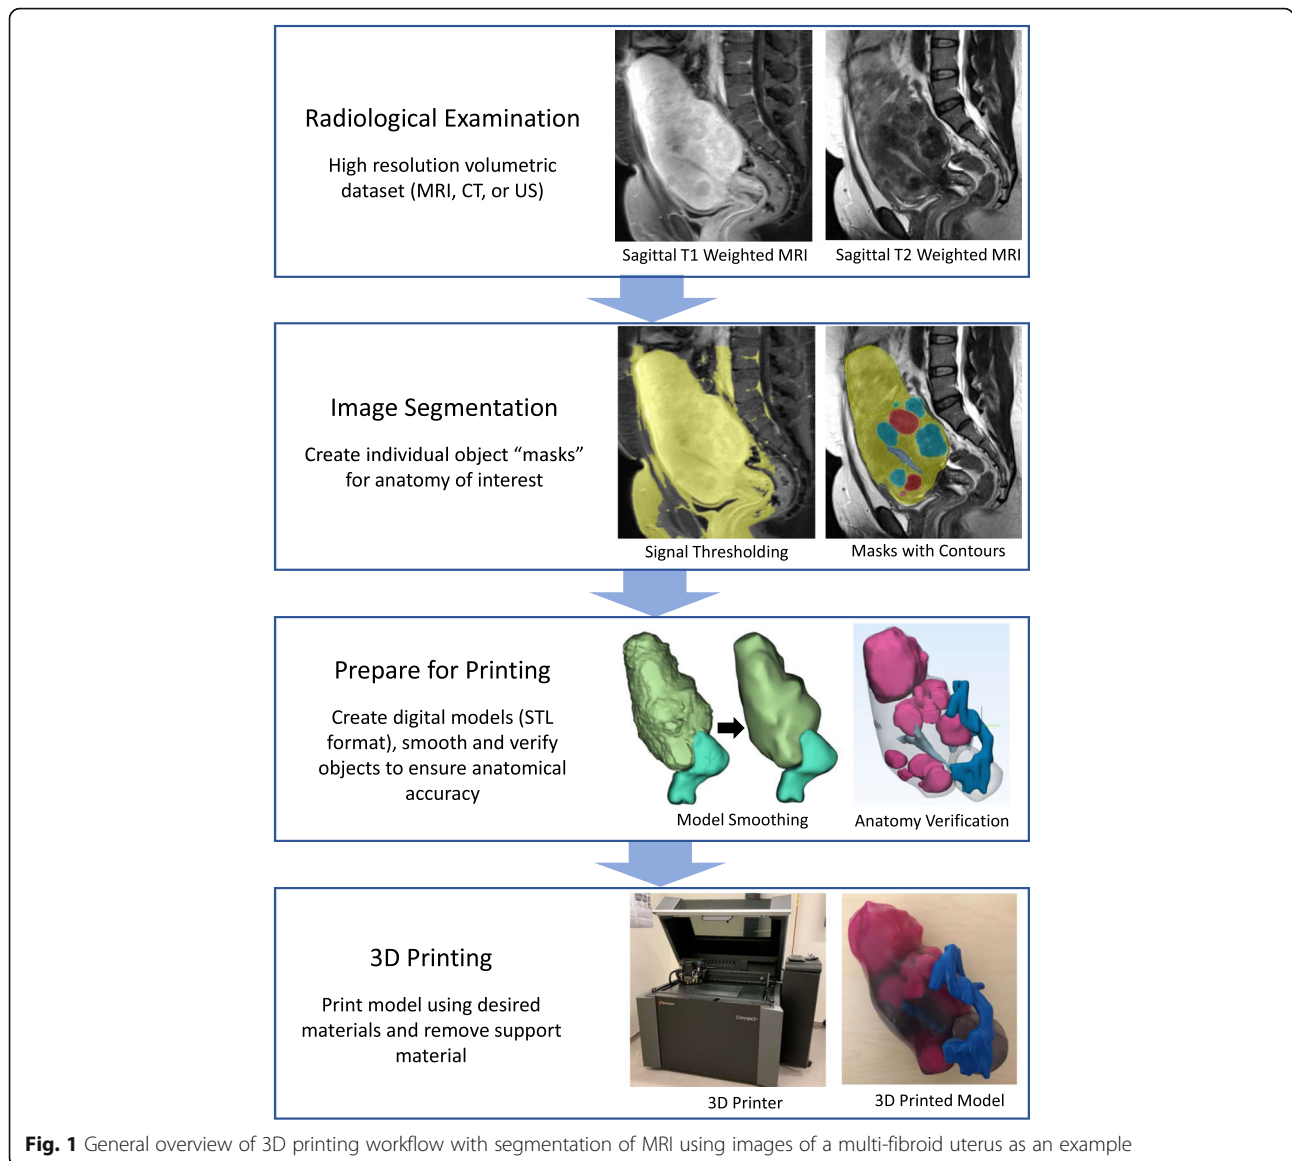 Radiological Examination
High resolution volumetric
dataset (MRI, CT, or US)
Sagittal T1 Weighted MRI
Sagittal T2 Weighted MRI
Image Segmentation
Create individual object “masks”
for anatomy of interest
Signal Thresholding
Masks with Contours
Prepare for Printing
Create digital models (STL
format), smooth and verify
objects to ensure anatomical
accuracy
Model Smoothing
Anatomy Verification
3D Printing
Print model using desired
materials and remove support
material
3D Printer
3D Printed Model
Fig. 1 General overview of 3D printing workflow with segmentation of MRI using images of a multi-fibroid uterus as an example